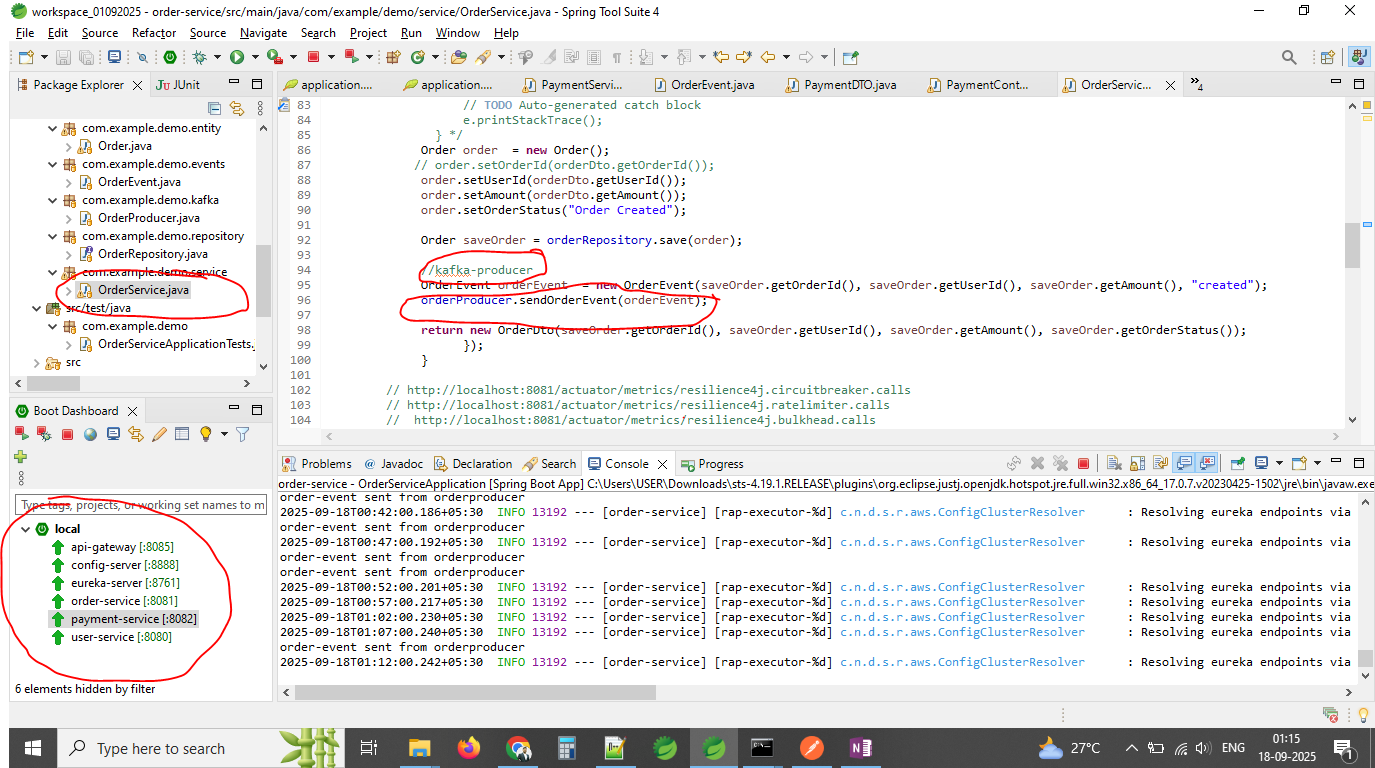 workspace_01092025 - order-service/src/main/java/com/example/demo/service/OrderService.java - Spring Tool Suite 4
File Edit Source Refactor Source Navigate Search Project Run Window Help
Package Explorer JUnit
application.... application.... PaymentServi... OrderEvent.java PaymentDTO.java PaymentCont... OrderServic... 4
com.example.demo.entity
Order.java
com.example.demo.events
OrderEvent.java
com.example.demo.kafka
OrderProducer.java
com.example.demo.repository
OrderRepository.java
com.example.demo.service
OrderService.java
src/test/java
com.example.demo
OrderServiceApplicationTests.
src
83 // TODO Auto-generated catch block
84 e.printStackTrace();
85 } */
86 Order order  = new Order();
87 // order.setOrderId(orderDto.getOrderId());
88 order.setUserId(orderDto.getUserId());
89 order.setAmount(orderDto.getAmount());
90 order.setOrderStatus("Order Created");
91
92 Order saveOrder = orderRepository.save(order);
93
94 //kafka-producer
95 OrderEvent orderEvent  = new OrderEvent(saveOrder.getOrderId(), saveOrder.getUserId(), saveOrder.getAmount(), "created");
96 orderProducer.sendOrderEvent(orderEvent);
97
98 return new OrderDto(saveOrder.getOrderId(), saveOrder.getUserId(), saveOrder.getAmount(), saveOrder.getOrderStatus());
99 });
100 }
101
102 // http://localhost:8081/actuator/metrics/resilience4j.circuitbreaker.calls
103 // http://localhost:8081/actuator/metrics/resilience4j.ratelimiter.calls
104 //  http://localhost:8081/actuator/metrics/resilience4j.bulkhead.calls
Boot Dashboard
Type tags, projects, or working set names to m
local
api-gateway [:8085]
config-server [:8888]
eureka-server [:8761]
order-service [:8081]
payment-service [:8082]
user-service [:8080]
6 elements hidden by filter
Problems Javadoc Declaration Search Console Progress
order-service - OrderServiceApplication [Spring Boot App] C:\Users\USER\Downloads\sts-4.19.1.RELEASE\plugins\org.eclipse.justj.openjdk.hotspot.jre.full.win32.x86_64_17.0.7.v20230425-1502\jre\bin\javaw.exe
order-event sent from orderproducer
2025-09-18T00:42:00.186+05:30  INFO 13192 --- [order-service] [rap-executor-%d] c.n.d.s.r.aws.ConfigClusterResolver : Resolving eureka endpoints via
order-event sent from orderproducer
2025-09-18T00:47:00.192+05:30  INFO 13192 --- [order-service] [rap-executor-%d] c.n.d.s.r.aws.ConfigClusterResolver : Resolving eureka endpoints via
order-event sent from orderproducer
order-event sent from orderproducer
2025-09-18T00:52:00.201+05:30  INFO 13192 --- [order-service] [rap-executor-%d] c.n.d.s.r.aws.ConfigClusterResolver : Resolving eureka endpoints via
2025-09-18T00:57:00.217+05:30  INFO 13192 --- [order-service] [rap-executor-%d] c.n.d.s.r.aws.ConfigClusterResolver : Resolving eureka endpoints via
2025-09-18T01:02:00.230+05:30  INFO 13192 --- [order-service] [rap-executor-%d] c.n.d.s.r.aws.ConfigClusterResolver : Resolving eureka endpoints via
2025-09-18T01:07:00.240+05:30  INFO 13192 --- [order-service] [rap-executor-%d] c.n.d.s.r.aws.ConfigClusterResolver : Resolving eureka endpoints via
order-event sent from orderproducer
2025-09-18T01:12:00.242+05:30  INFO 13192 --- [order-service] [rap-executor-%d] c.n.d.s.r.aws.ConfigClusterResolver : Resolving eureka endpoints via
Type here to search
27°C
ENG
01:15
18-09-2025
1